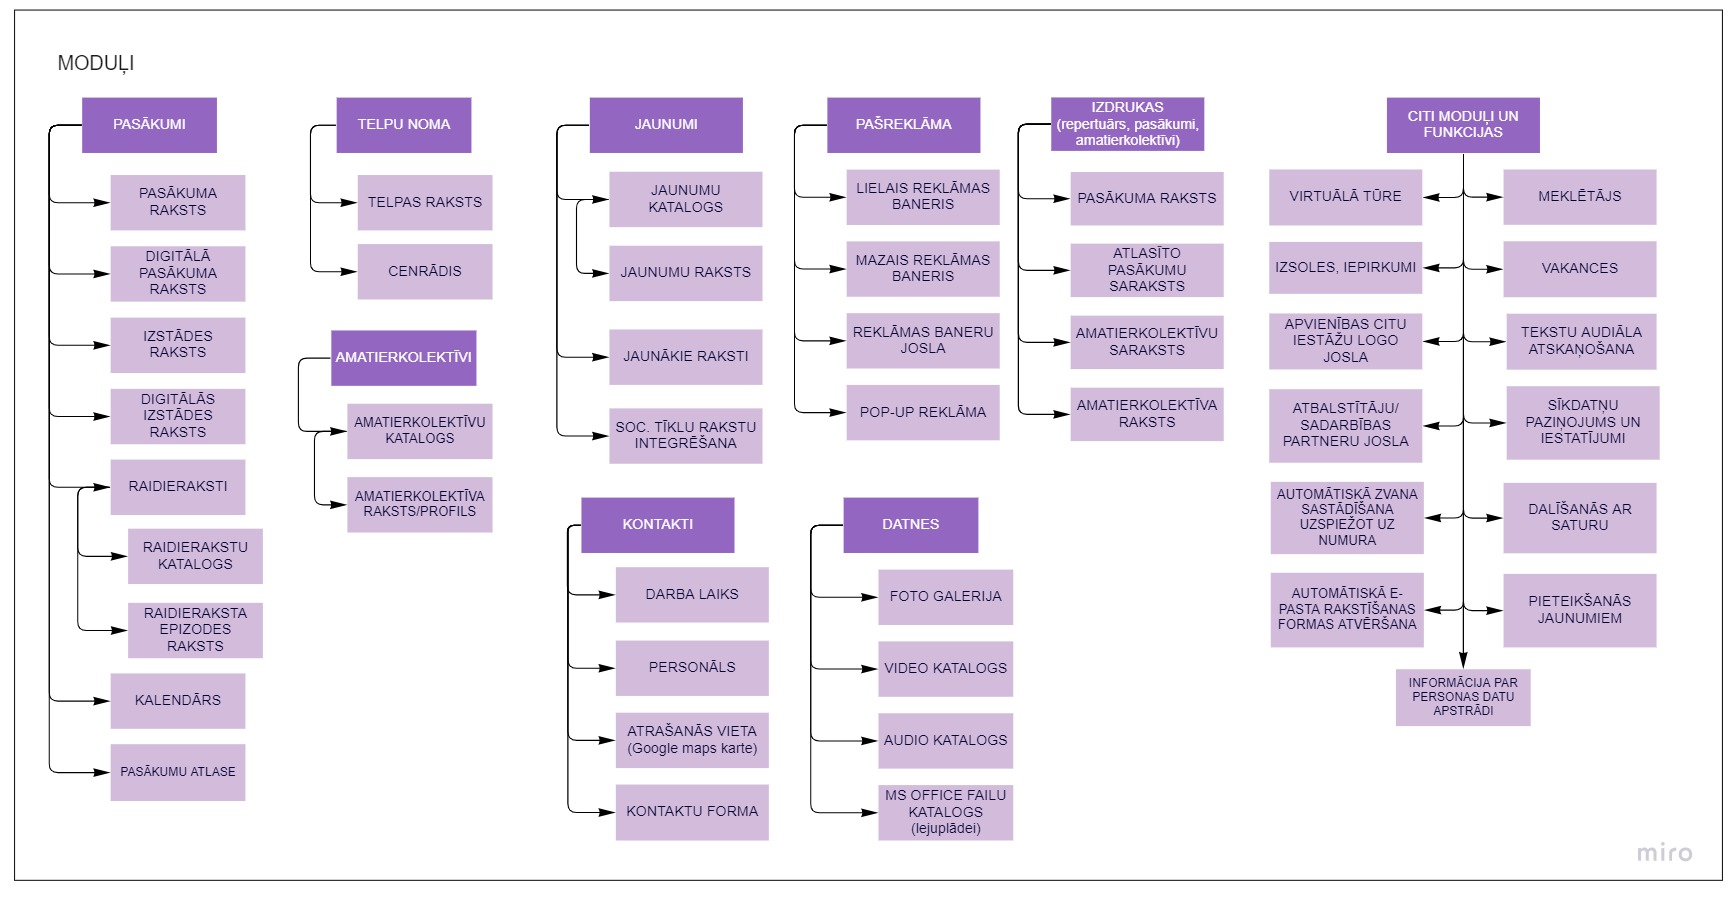 MODUĻI
PASĀKUMI
PASĀKUMA
RAKSTS
DIGITĀLĀ
PASĀKUMA
RAKSTS
IZSTĀDES
RAKSTS
DIGITĀLĀS
IZSTĀDES
RAKSTS
RAIDIERAKSTI
RAIDIERAKSTU
KATALOGS
RAIDIERAKSTA
EPIZODES
RAKSTS
KALENDĀRS
PASĀKUMU ATLASE
TELPU NOMA
TELPAS RAKSTS
CENRĀDIS
AMATIERKOLEKTĪVI
AMATIERKOLEKTĪVU
KATALOGS
AMATIERKOLEKTĪVA
RAKSTS/PROFILS
JAUNUMI
JAUNUMU
KATALOGS
JAUNUMU RAKSTS
JAUNĀKIE RAKSTI
SOC. TĪKLU RAKSTU
INTEGRĒŠANA
PAŠREKLĀMA
LIELAIS REKLĀMAS
BANERIS
MAZAIS REKLĀMAS
BANERIS
REKLĀMAS BANERU
JOSLA
POP-UP REKLĀMA
IZDRUKAS
(repertuārs, pasākumi,
amatierkolektīvi)
PASĀKUMA RAKSTS
ATLASĪTO
PASĀKUMU
SARAKSTS
AMATIERKOLEKTĪVU
SARAKSTS
AMATIERKOLEKTĪVA
RAKSTS
KONTAKTI
DARBA LAIKS
PERSONĀLS
ATRAŠANĀS VIETA
(Google maps karte)
KONTAKTU FORMA
DATNES
FOTO GALERIJA
VIDEO KATALOGS
AUDIO KATALOGS
MS OFFICE FAILU
KATALOGS
(lejuplādei)
CITI MODUĻI UN
FUNKCIJAS
VIRTUĀLĀ TŪRE
MEKLĒTĀJS
IZSOLES, IEPIRKUMI
VAKANCES
APVIENĪBAS CITU
IESTĀŽU LOGO
JOSLA
TEKSTU AUDIĀLA
ATSKAŅOŠANA
ATBALSTĪTĀJU/
SADARBĪBAS
PARTNERU JOSLA
SĪKDATŅU
PAZIŅOJUMS UN
IESTATĪJUMI
AUTOMĀTISKĀ ZVANA
SASTĀDĪŠANA
UZSPIEŽOT UZ
NUMURA
DALĪŠANĀS AR
SATURU
AUTOMĀTISKĀ E-
PASTA RAKSTĪŠANAS
FORMAS ATVĒRŠANA
PIETEIKŠANĀS
JAUNUMIEM
INFORMĀCIJA PAR
PERSONAS DATU
APSTRĀDI
miro